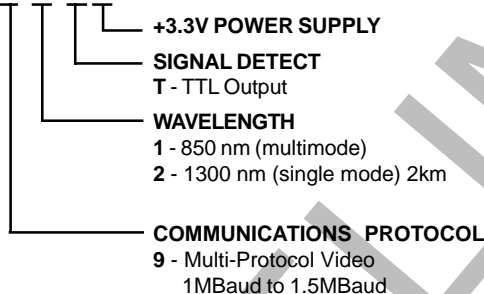 +3.3V POWER SUPPLY
SIGNAL DETECT
T - TTL Output
WAVELENGTH
1 - 850 nm (multimode)
2 - 1300 nm (single mode) 2km
COMMUNICATIONS PROTOCOL
9 - Multi-Protocol Video
1MBaud to 1.5MBaud